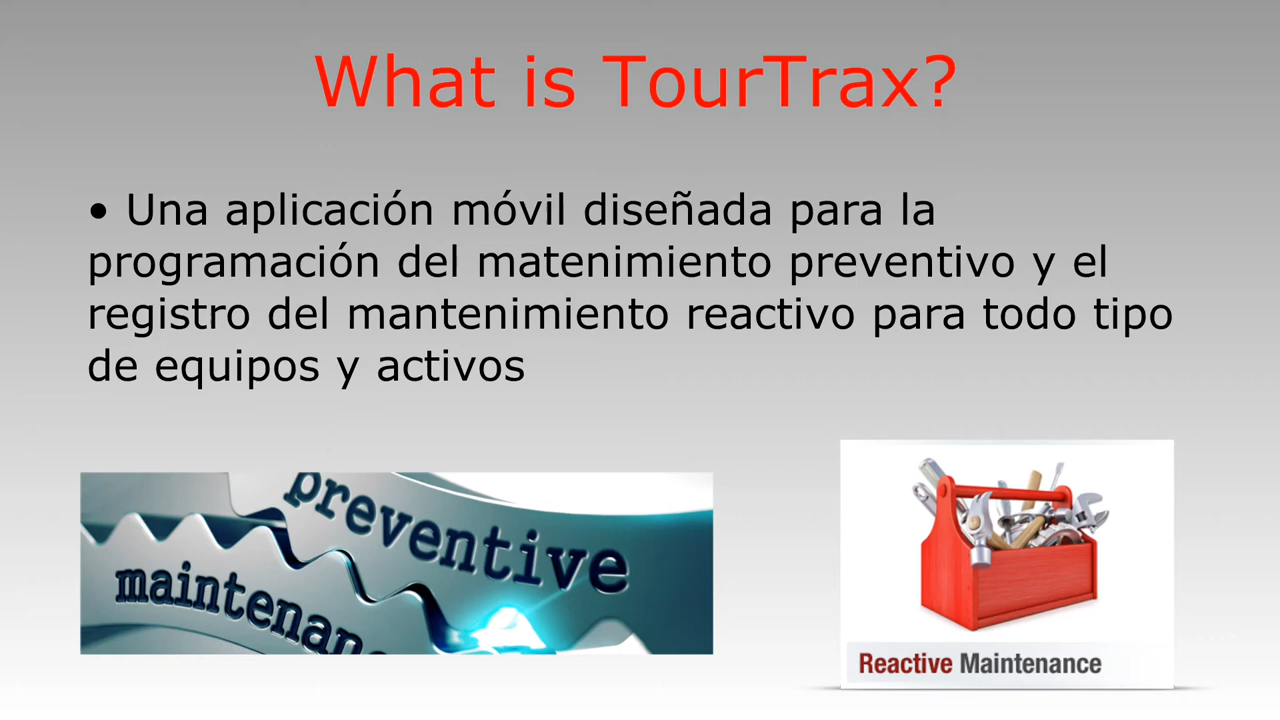 What is TourTrax?
• Una aplicación móvil diseñada para la
programación del matenimiento preventivo y el
registro del mantenimiento reactivo para todo tipo
de equipos y activos
preventive
maintenanc
Reactive Maintenance